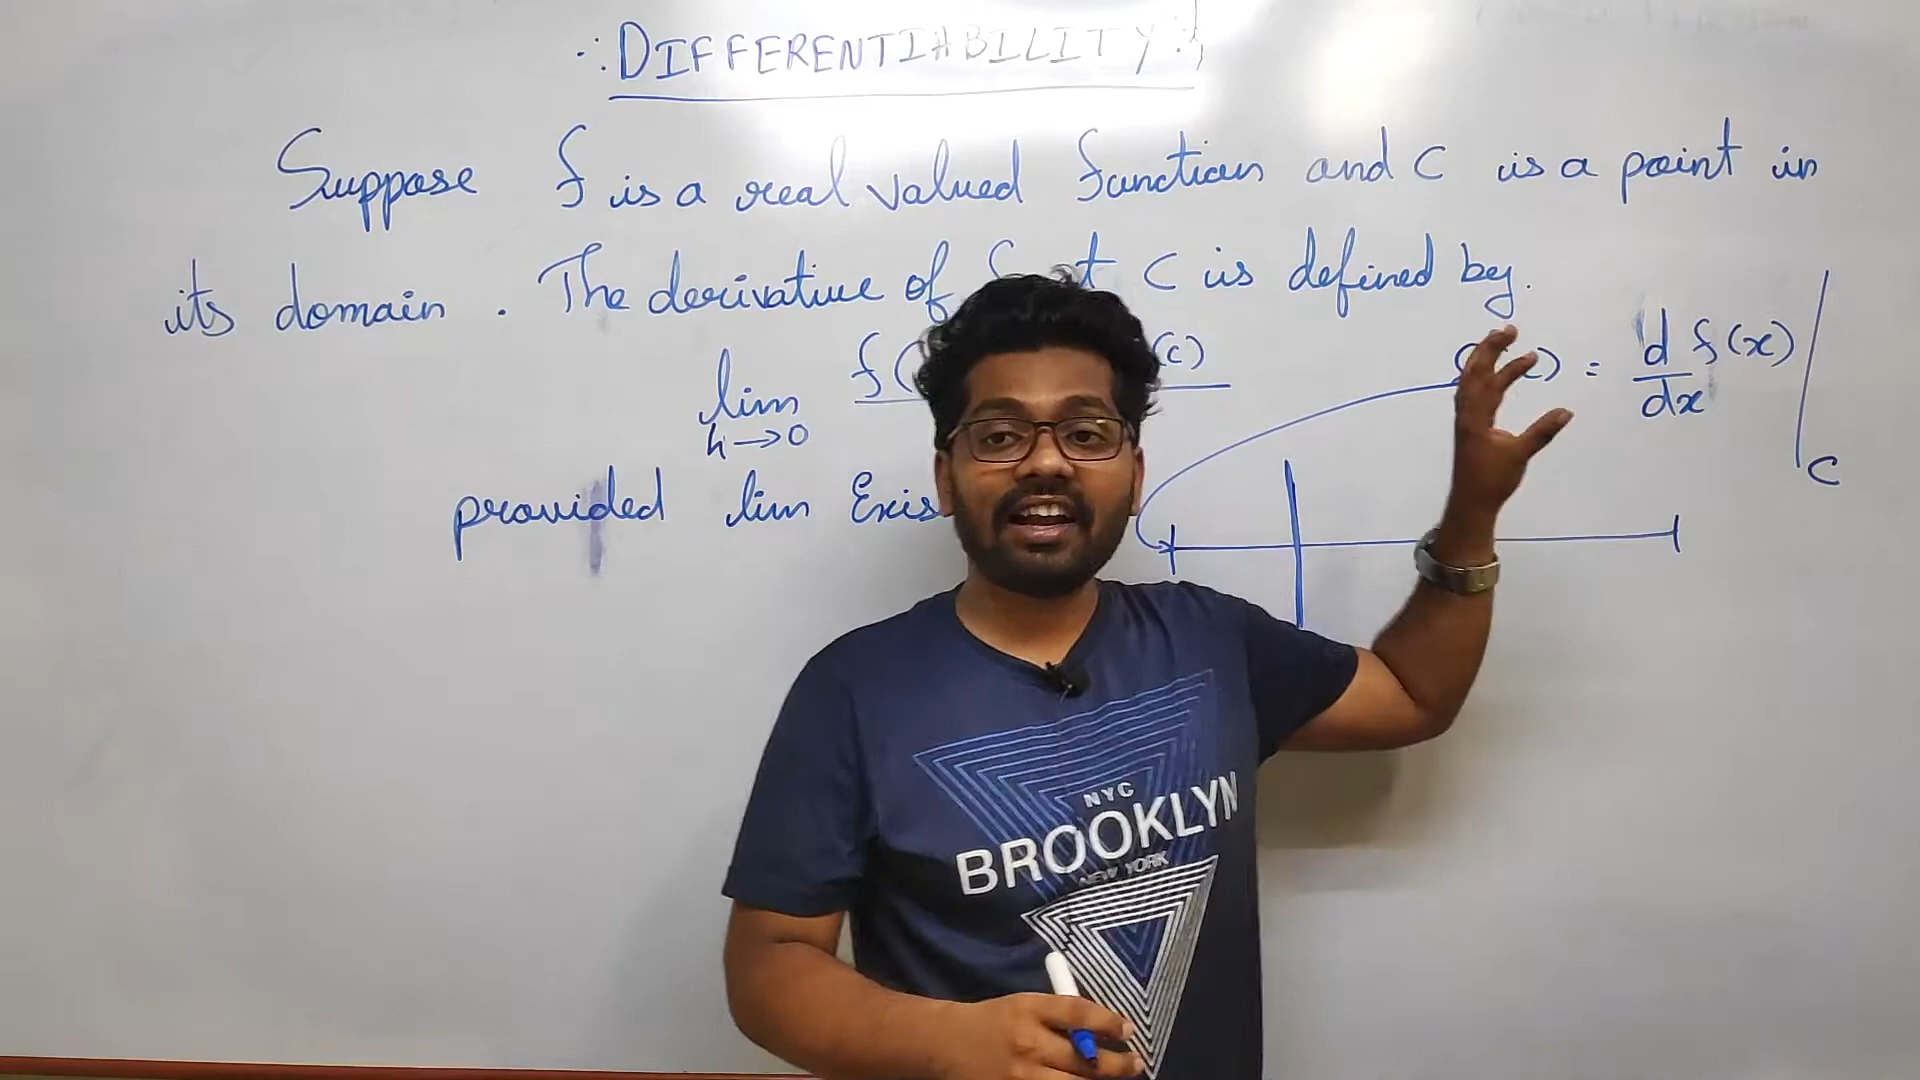 ∴ DIFFERENTIABILITY :
Suppose f is a real valued function and C is a point in
its domain . The derivative of C is defined by.
lim f( (c)
h→0
) = d/dx f(x) | C
provided lim
NYC
BROOKLYN
NEW YORK